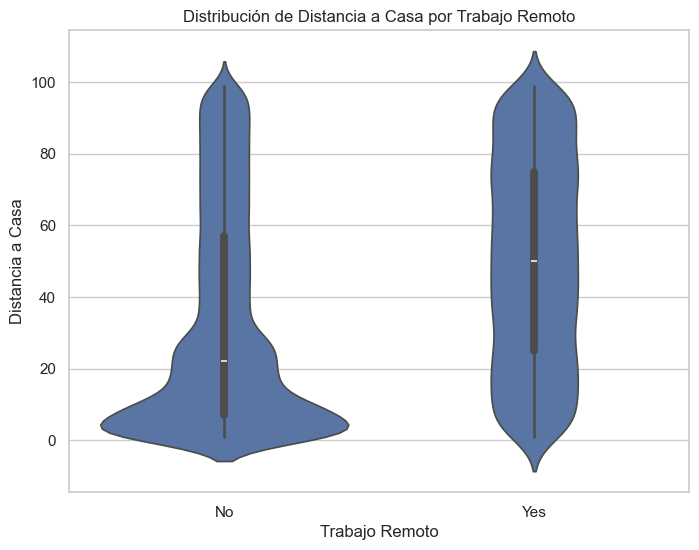 Distribución de Distancia a Casa por Trabajo Remoto
Distancia a Casa
100
80
60
40
20
0
No
Yes
Trabajo Remoto